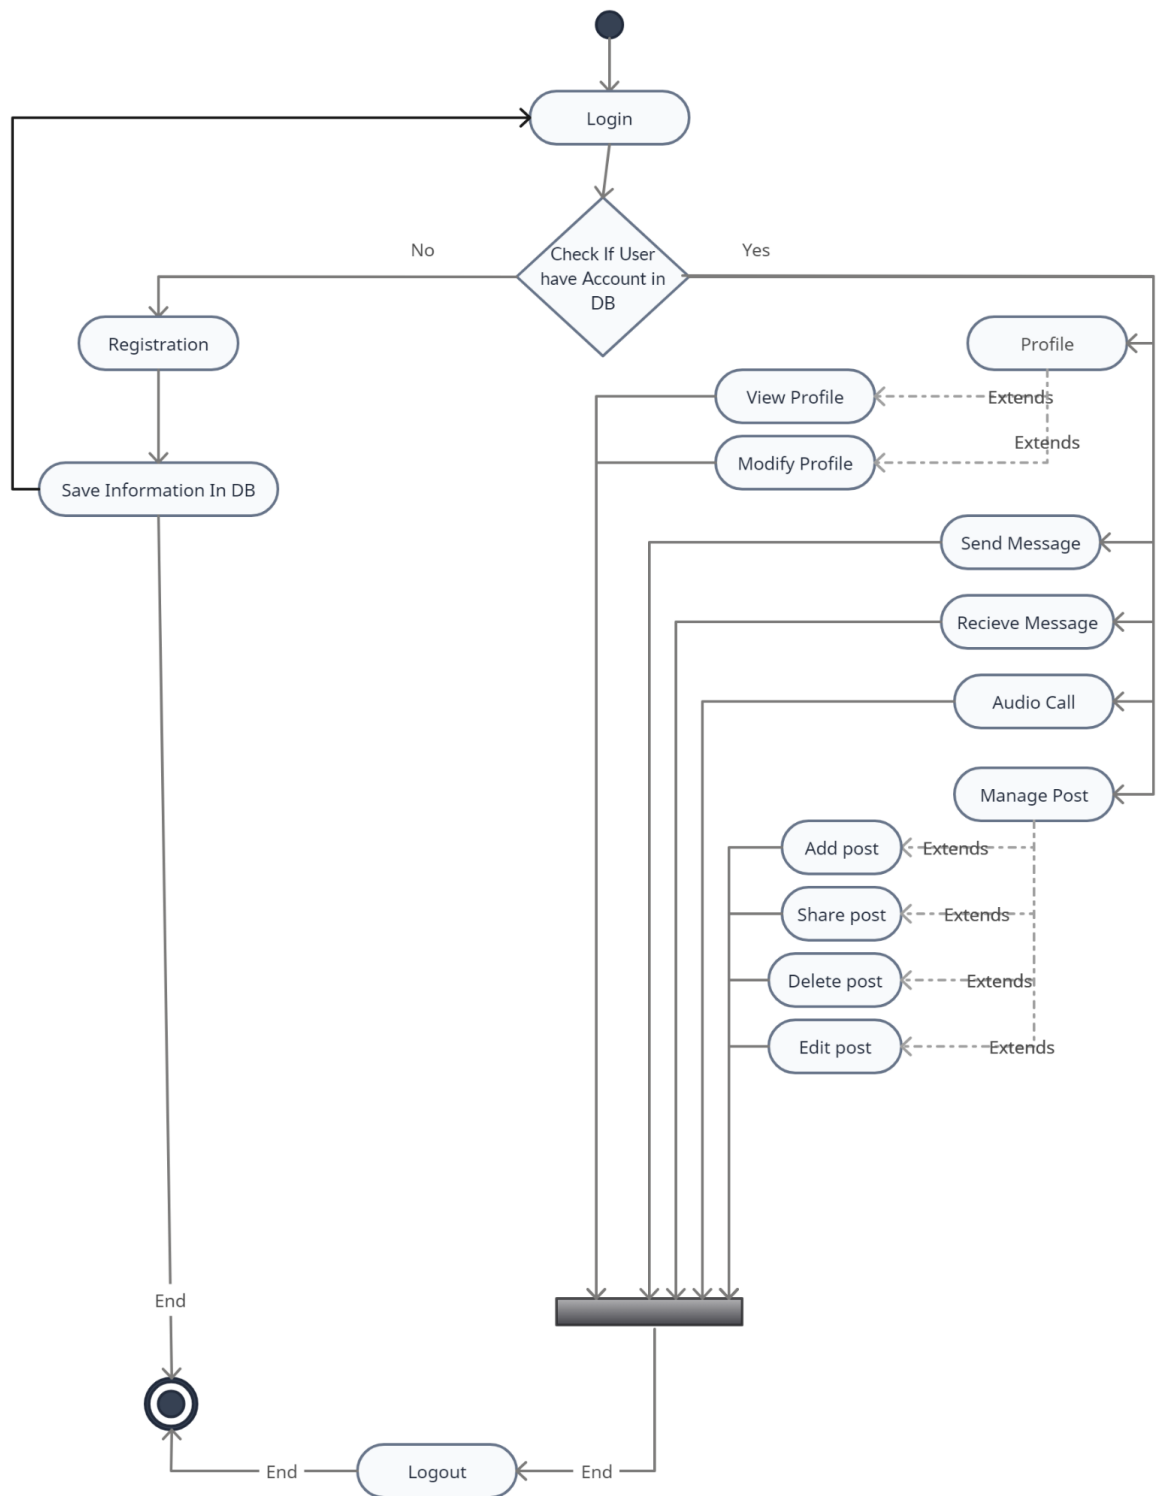 Login
No
Yes
Check If User
have Account in
DB
Registration
Profile
View Profile
Extends
Extends
Modify Profile
Save Information In DB
Send Message
Recieve Message
Audio Call
Manage Post
Add post
Extends
Share post
Extends
Delete post
Extends
Edit post
Extends
End
End
Logout
End